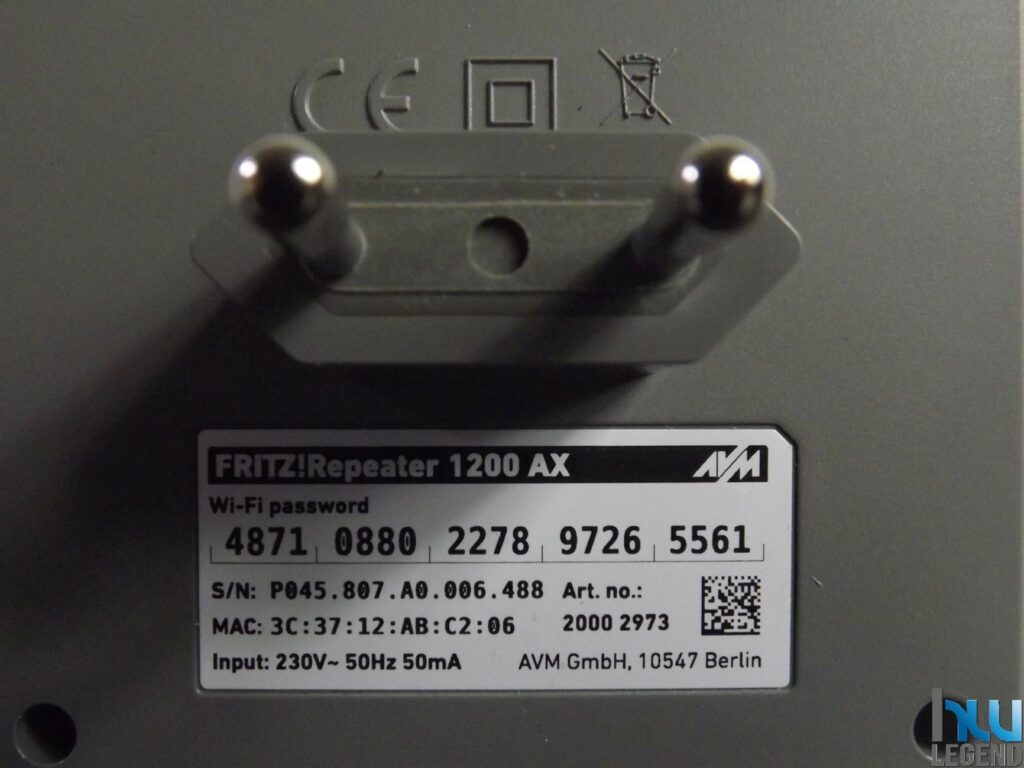 CE
FRITZ!Repeater 1200 AX AVM
Wi-Fi password
4871 0880 2278 9726 5561
S/N: P045.807.A0.006.488 Art. no.:
MAC: 3C:37:12:AB:C2:06 2000 2973
Input: 230V~ 50Hz 50mA AVM GmbH, 10547 Berlin
LEGEND